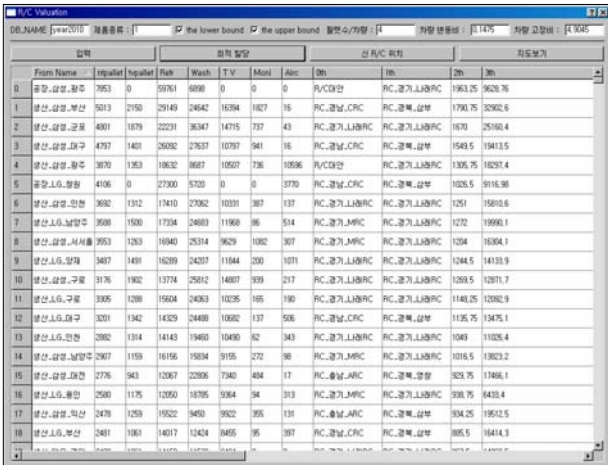 R/C Valuation
DB_NAME year2010 제품종류 : 1 the lower bound the upper bound 팔렛수/차량 : 4 차량 변동비 : 0,1475 차량 고정비 : 4,9045
입력 최적 할당 신 R/C 위치 지도보기
From Name ntpallet tvpallet Refr Wash T V Moni Airc 0th 1th 2th 3th
0 공장_삼성_광주 7953 0 59761 6898 0 0 0 R/C대안 RC_경기_나래RC 1963,25 9629,76
1 생산_삼성_부산 5013 2150 29149 24642 16394 1827 16 RC_경남_CRC RC_경북_삼부 1790,75 32902,6
2 생산_삼성_군포 4801 1879 22231 36347 14715 737 43 RC_경기_나래RC RC_경기_나래RC 1670 25160,4
3 생산_삼성_대구 4797 1401 26092 27637 10797 941 16 RC_경남_CRC RC_경북_삼부 1549,5 19413,5
4 생산_삼성_광주 3870 1353 18632 8687 10507 736 10596 R/C대안 RC_경기_나래RC 1305,75 18297,4
5 공장_LG_창원 4106 0 27300 5720 0 0 3770 RC_경남_CRC RC_경남_CRC 1026,5 9116,98
6 생산_삼성_인천 3692 1312 17410 27062 10331 387 137 RC_경기_나래RC RC_경기_나래RC 1251 15810,6
7 생산_LG_남양주 3588 1500 17334 24683 11968 86 514 RC_경기_MRC RC_경기_나래RC 1272 19990,1
8 생산_삼성_서서울 3553 1263 16940 25314 9629 1082 307 RC_경기_MRC RC_경기_나래RC 1204 16304,1
9 생산_LG_양재 3487 1491 16289 24207 11844 200 1071 RC_경기_나래RC RC_경기_나래RC 1244,5 14133,9
10 생산_삼성_구로 3176 1902 13774 25812 14807 939 217 RC_경기_나래RC RC_경기_나래RC 1269,5 12871,7
11 생산_LG_구로 3305 1288 15604 24063 10235 165 190 RC_경기_나래RC RC_경기_나래RC 1148,25 12092,9
12 생산_LG_대구 3201 1342 14329 24488 10682 137 506 RC_경남_CRC RC_경북_삼부 1135,75 13475,1
13 생산_LG_인천 2882 1314 14143 19460 10490 62 343 RC_경기_나래RC RC_경기_나래RC 1049 11026,4
14 생산_삼성_남양주 2907 1159 16156 15834 9155 272 98 RC_경기_MRC RC_경기_나래RC 1016,5 13823,2
15 생산_삼성_대전 2776 943 12067 22806 7340 484 17 RC_충남_ARC RC_경북_영창 929,75 17466,1
16 생산_LG_용인 2580 1175 12050 18785 9364 94 313 RC_경기_MRC RC_경기_나래RC 938,75 6433,4
17 생산_삼성_익산 2478 1259 15522 9450 9922 355 131 RC_충남_ARC RC_경북_삼부 934,25 19512,5
18 생산_LG_부산 2481 1061 14017 12424 8455 95 397 RC_경남_CRC RC_경북_삼부 885,5 16414,3